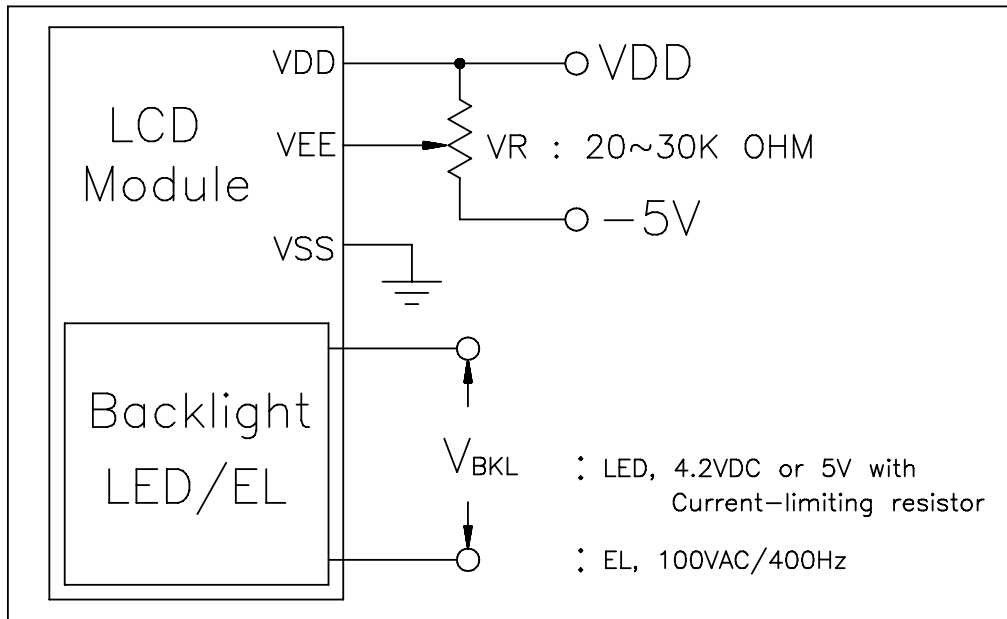 VDD
VDD
LCD
Module
VEE
VR : 20~30K OHM
-5V
VSS
Backlight
LED/EL
VBKL
: LED, 4.2VDC or 5V with
Current-limiting resistor
: EL, 100VAC/400Hz